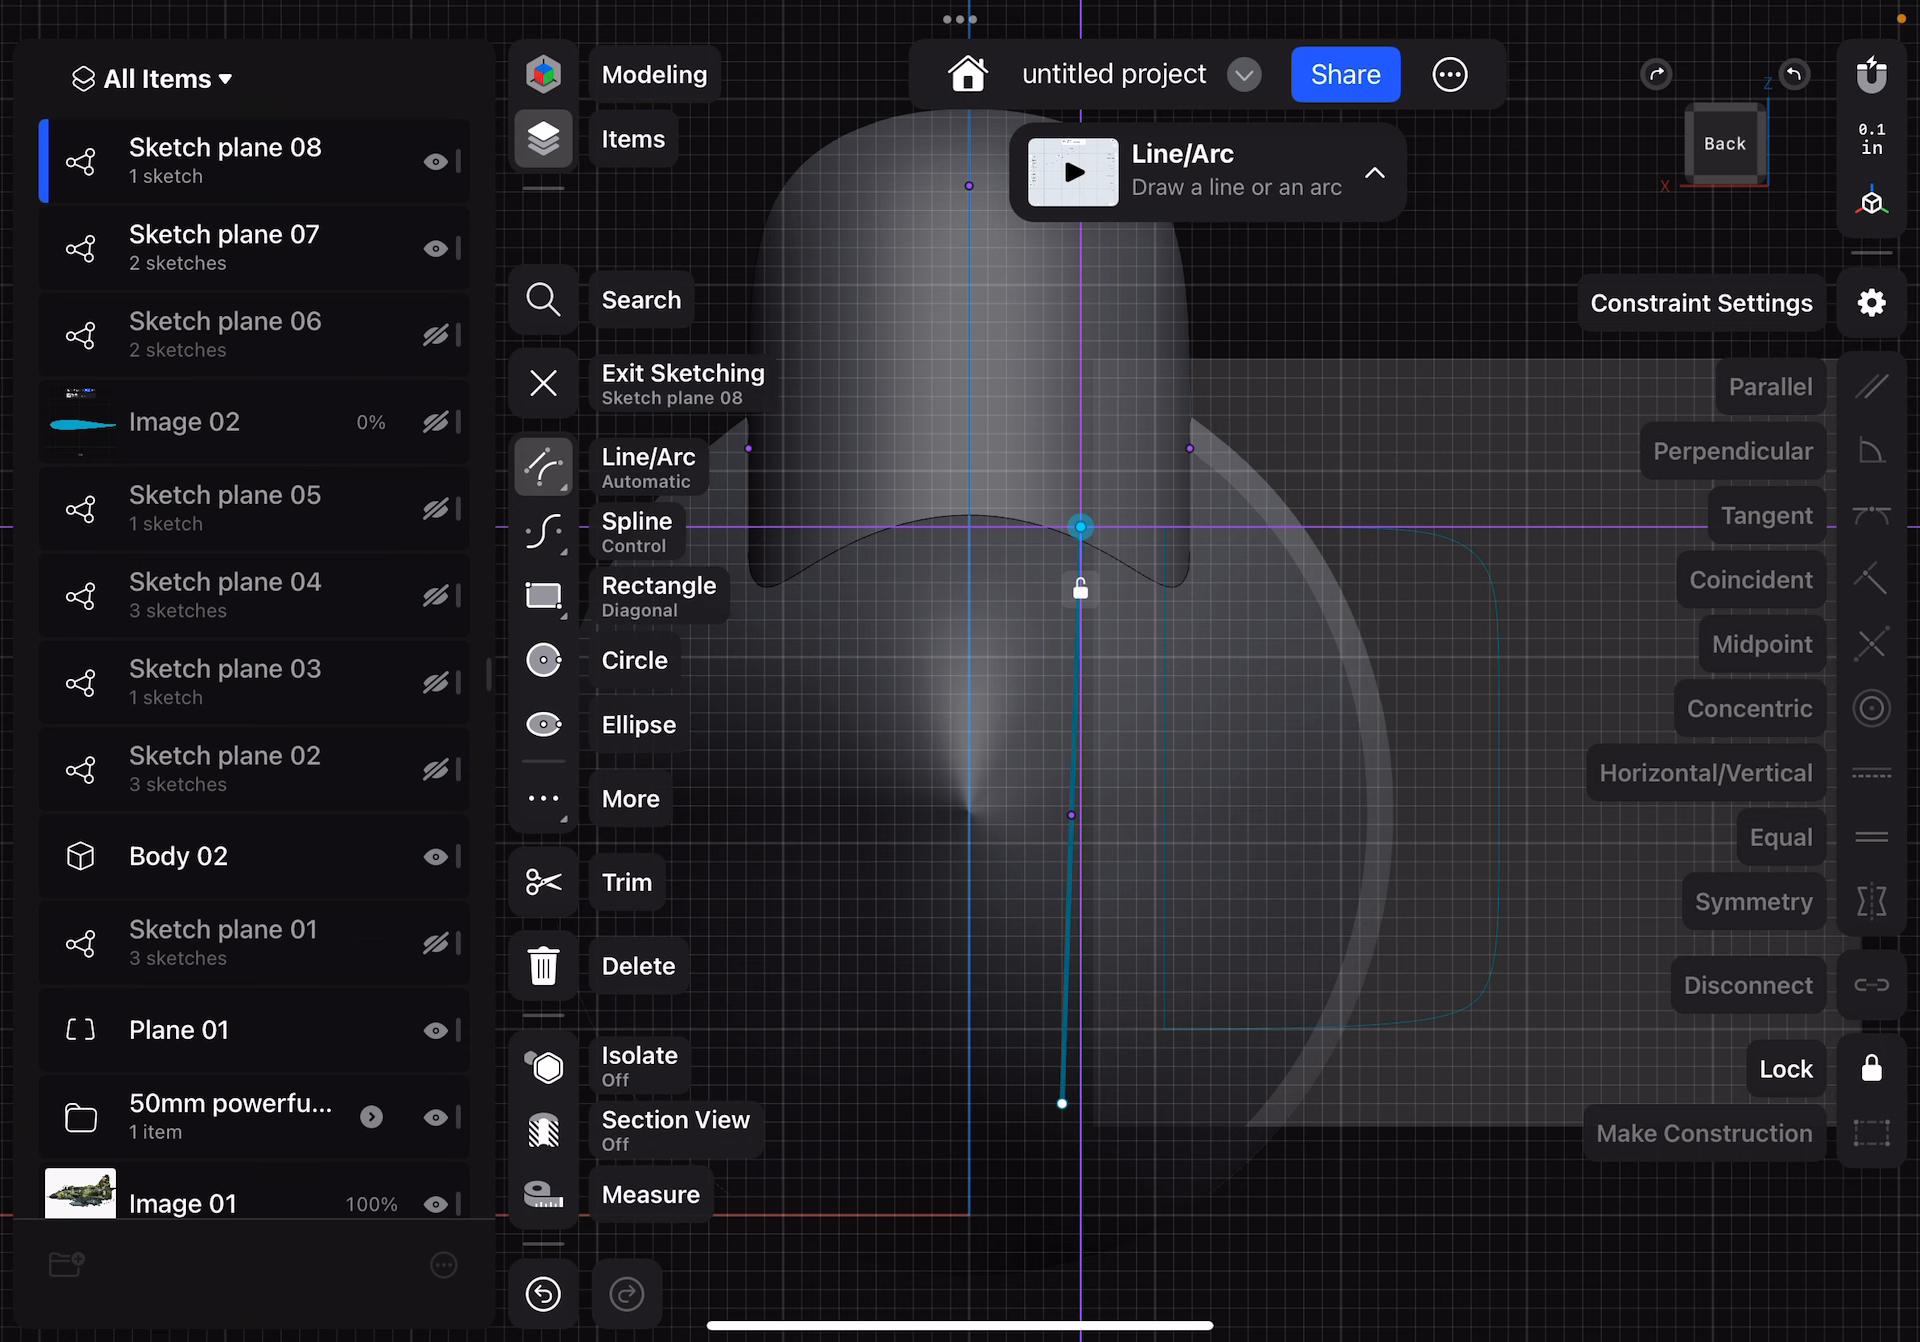 All Items
Sketch plane 08
1 sketch
Sketch plane 07
2 sketches
Sketch plane 06
2 sketches
Image 02
0%
Sketch plane 05
1 sketch
Sketch plane 04
3 sketches
Sketch plane 03
1 sketch
Sketch plane 02
3 sketches
Body 02
Sketch plane 01
3 sketches
Plane 01
50mm powerfu...
1 item
Image 01
100%
Modeling
Items
Search
Exit Sketching
Sketch plane 08
Line/Arc
Automatic
Spline
Control
Rectangle
Diagonal
Circle
Ellipse
More
Trim
Delete
Isolate
Off
Section View
Off
Measure
untitled project
Share
Line/Arc
Draw a line or an arc
Z
Back
X
0.1
in
Constraint Settings
Parallel
Perpendicular
Tangent
Coincident
Midpoint
Concentric
Horizontal/Vertical
Equal
Symmetry
Disconnect
Lock
Make Construction